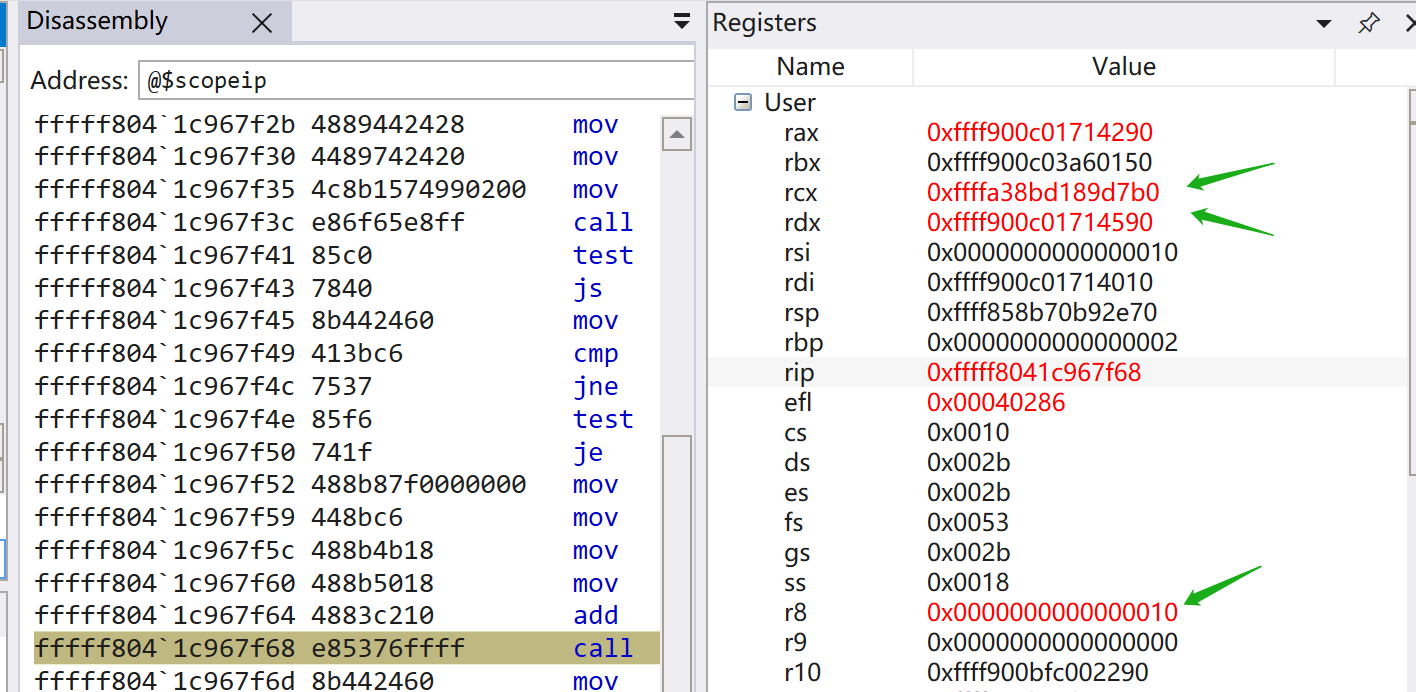 Disassembly
Address: @$scopeip
fffff804`1c967f2b 4889442428 mov
fffff804`1c967f30 4489742420 mov
fffff804`1c967f35 4c8b1574990200 mov
fffff804`1c967f3c e86f65e8ff call
fffff804`1c967f41 85c0 test
fffff804`1c967f43 7840 js
fffff804`1c967f45 8b442460 mov
fffff804`1c967f49 413bc6 cmp
fffff804`1c967f4c 7537 jne
fffff804`1c967f4e 85f6 test
fffff804`1c967f50 741f je
fffff804`1c967f52 488b87f0000000 mov
fffff804`1c967f59 448bc6 mov
fffff804`1c967f5c 488b4b18 mov
fffff804`1c967f60 488b5018 mov
fffff804`1c967f64 4883c210 add
fffff804`1c967f68 e85376ffff call
fffff804`1c967f6d 8b442460 mov
Registers
Name Value
User
rax 0xffff900c01714290
rbx 0xffff900c03a60150
rcx 0xffffa38bd189d7b0
rdx 0xffff900c01714590
rsi 0x0000000000000010
rdi 0xffff900c01714010
rsp 0xffff858b70b92e70
rbp 0x0000000000000002
rip 0xfffff8041c967f68
efl 0x00040286
cs 0x0010
ds 0x002b
es 0x002b
fs 0x0053
gs 0x002b
ss 0x0018
r8 0x0000000000000010
r9 0x0000000000000000
r10 0xffff900bfc002290